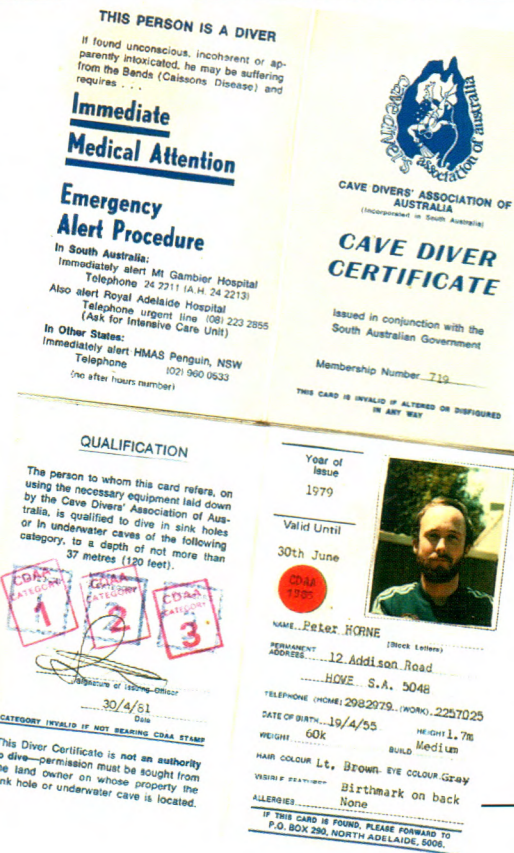 THIS PERSON IS A DIVER
If found unconscious, incoherent or ap-
parently intoxicated, he may be suffering
from the Bends (Caissons Disease) and
requires . . .
Immediate
Medical Attention
Emergency
Alert Procedure
In South Australia:
Immediately alert Mt Gambier Hospital
Telephone 24 2211 (A.H. 24 2213)
Also alert Royal Adelaide Hospital
Telephone urgent line (08) 223 2855
(Ask for Intensive Care Unit)
In Other States:
Immediately alert HMAS Penguin, NSW
Telephone (02) 960 0533
(no after hours number)
cave divers association of australia
CAVE DIVERS' ASSOCIATION OF
AUSTRALIA
(Incorporated in South Australia)
CAVE DIVER
CERTIFICATE
Issued in conjunction with the
South Australian Government
Membership Number 719
THIS CARD IS INVALID IF ALTERED OR DISFIGURED
IN ANY WAY
QUALIFICATION
The person to whom this card refers, on
using the necessary equipment laid down
by the Cave Divers' Association of Aus-
tralia, is qualified to dive in sink holes
or in underwater caves of the following
category, to a depth of not more than
37 metres (120 feet).
CDAA
CATEGORY
1
CDAA
CATEGORY
2
CDAA
CATEGORY
3
Signature of Issuing Officer
30/4/81
Date
CATEGORY INVALID IF NOT BEARING CDAA STAMP
This Diver Certificate is not an authority
to dive—permission must be sought from
the land owner on whose property the
sink hole or underwater cave is located.
Year of
Issue
1979
Valid Until
30th June
CDAA
1985
NAME Peter HORNE
(Block Letters)
PERMANENT
ADDRESS 12 Addison Road
HOVE S.A. 5048
TELEPHONE (HOME) 2982979 (WORK) 2257025
DATE OF BIRTH 19/4/55 HEIGHT 1.7m
WEIGHT 60k BUILD Medium
HAIR COLOUR Lt. Brown EYE COLOUR Gray
VISIBLE FEATURES Birthmark on back
ALLERGIES None
IF THIS CARD IS FOUND, PLEASE FORWARD TO
P.O. BOX 290, NORTH ADELAIDE, 5006.